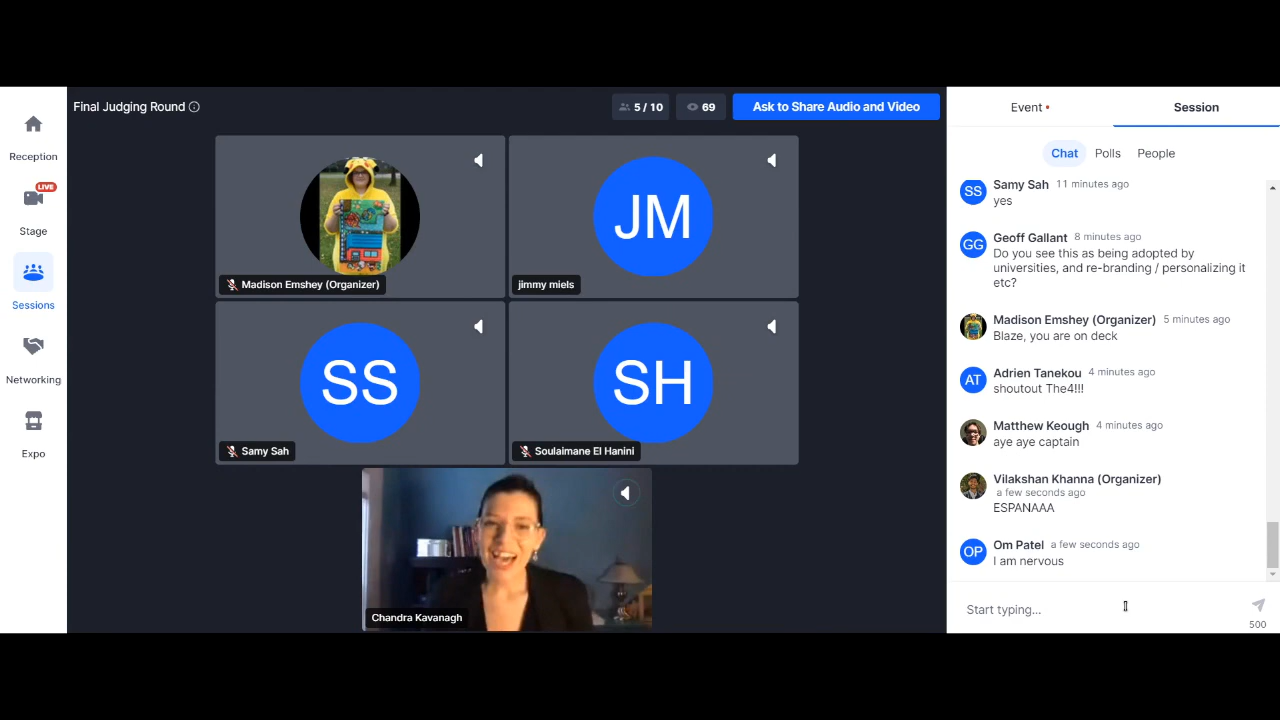 Final Judging Round
5 / 10
69
Ask to Share Audio and Video
Reception
LIVE
Stage
Sessions
Networking
Expo
Madison Emshey (Organizer)
JM
jimmy miels
SS
Samy Sah
SH
Soulaimane El Hanini
Chandra Kavanagh
Event
Session
Chat
Polls
People
SS
Samy Sah 11 minutes ago
yes
GG
Geoff Gallant 8 minutes ago
Do you see this as being adopted by
universities, and re-branding / personalizing it
etc?
Madison Emshey (Organizer) 5 minutes ago
Blaze, you are on deck
AT
Adrien Tanekou 4 minutes ago
shoutout The4!!!
Matthew Keough 4 minutes ago
aye aye captain
Vilakshan Khanna (Organizer)
a few seconds ago
ESPANAAA
OP
Om Patel a few seconds ago
I am nervous
Start typing...
500